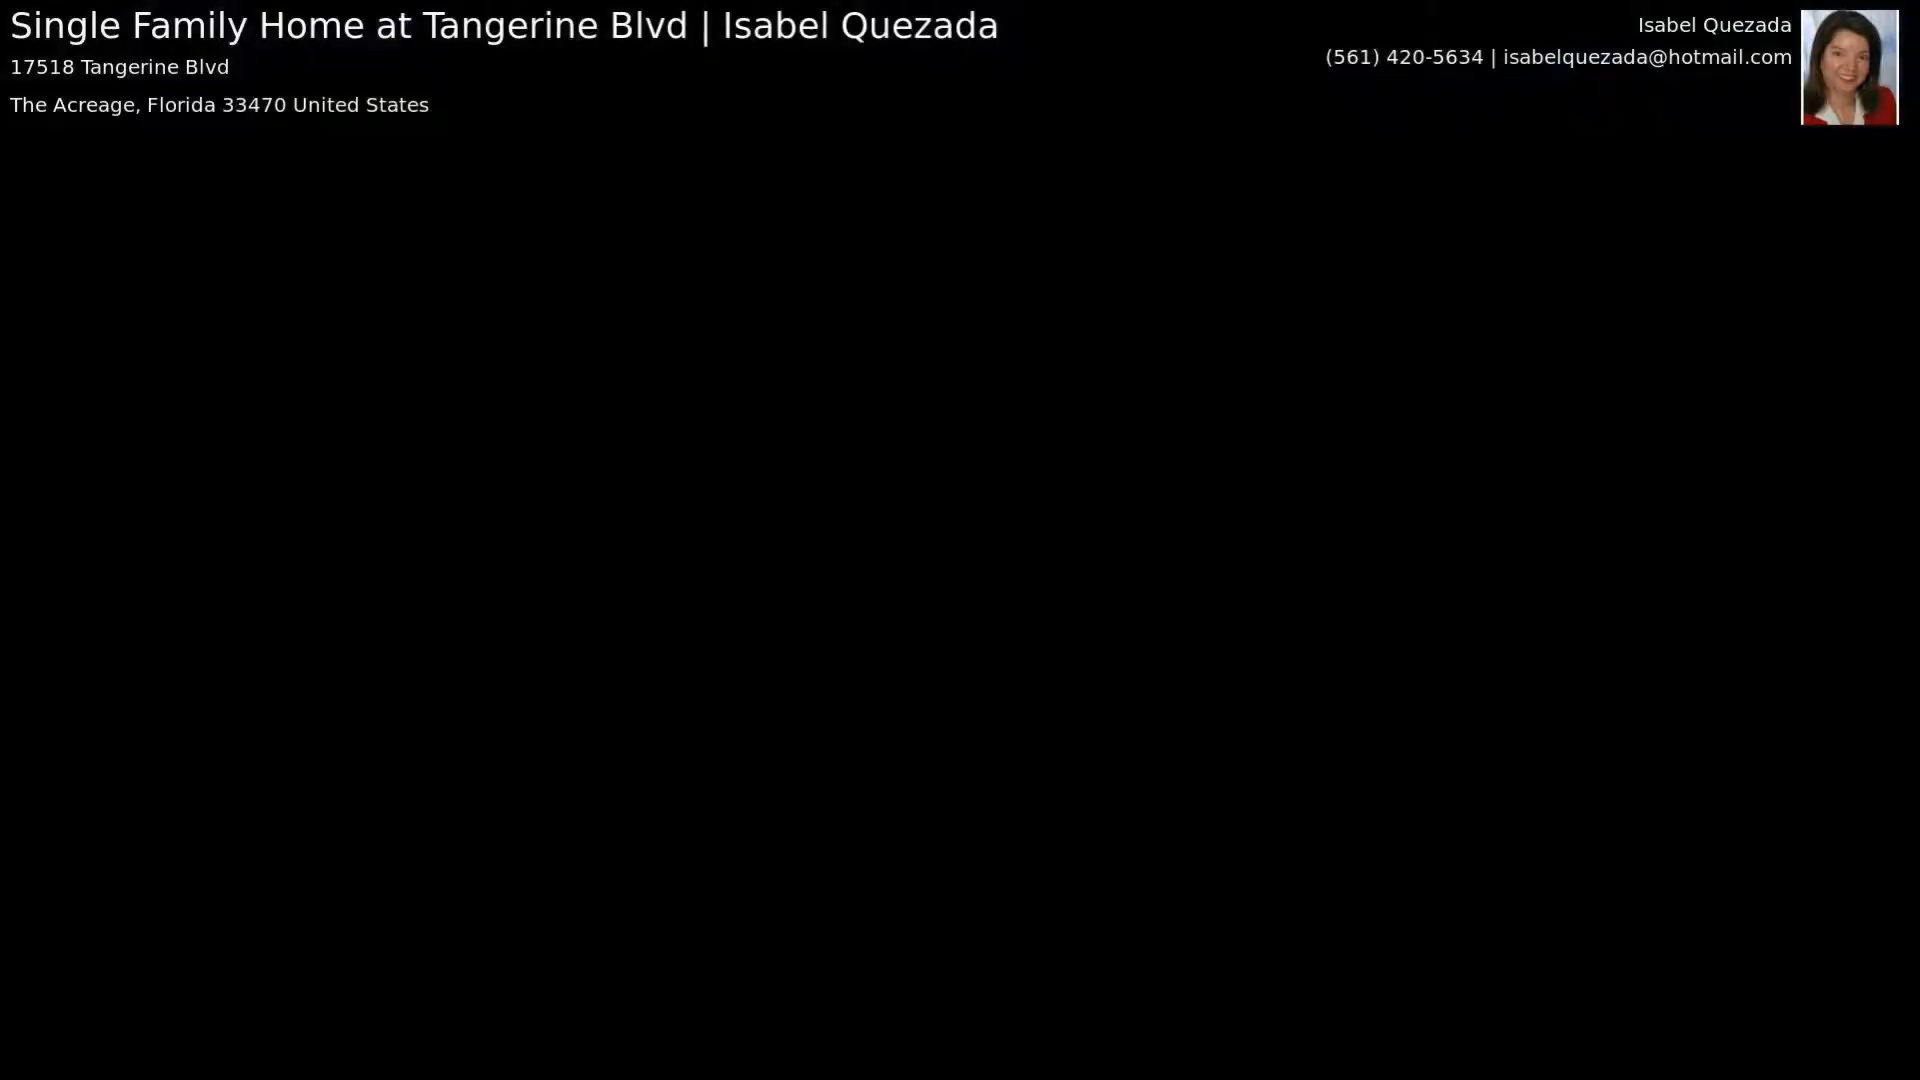 Single Family Home at Tangerine Blvd | Isabel Quezada
17518 Tangerine Blvd
The Acreage, Florida 33470 United States
Isabel Quezada
(561) 420-5634 | isabelquezada@hotmail.com